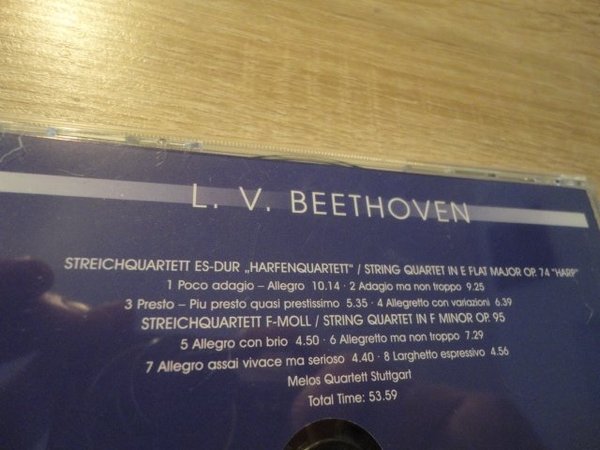 L. V. BEETHOVEN
STREICHQUARTETT ES-DUR „HARFENQUARTETT" / STRING QUARTET IN E FLAT MAJOR OP. 74 "HARP"
1 Poco adagio – Allegro 10.14 · 2 Adagio ma non troppo 9.25
3 Presto – Piu presto quasi prestissimo 5.35 · 4 Allegretto con variazioni 6.39
STREICHQUARTETT F-MOLL / STRING QUARTET IN F MINOR OP. 95
5 Allegro con brio 4.50 · 6 Allegretto ma non troppo 7.29
7 Allegro assai vivace ma serioso 4.40 · 8 Larghetto espressivo 4.56
Melos Quartett Stuttgart
Total Time: 53.59